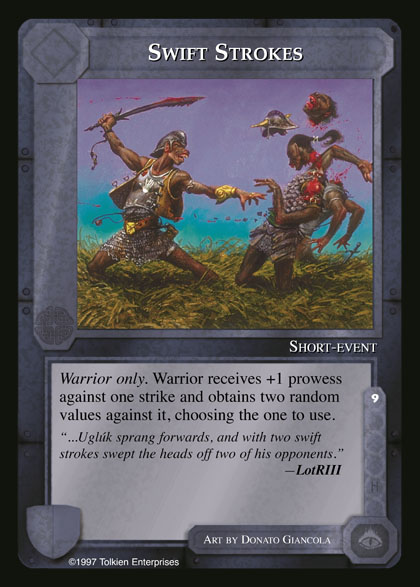 Swift Strokes
Short-event
Warrior only. Warrior receives +1 prowess
against one strike and obtains two random
values against it, choosing the one to use.
“...Uglúk sprang forwards, and with two swift
strokes swept the heads off two of his opponents.”
—LotRIII
9
H
Art by Donato Giancola
©1997 Tolkien Enterprises